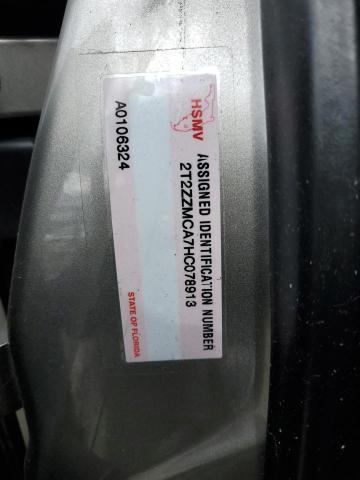 HSMV
ASSIGNED IDENTIFICATION NUMBER
2T2ZZMCA7HC078913
A0106324
STATE OF FLORIDA